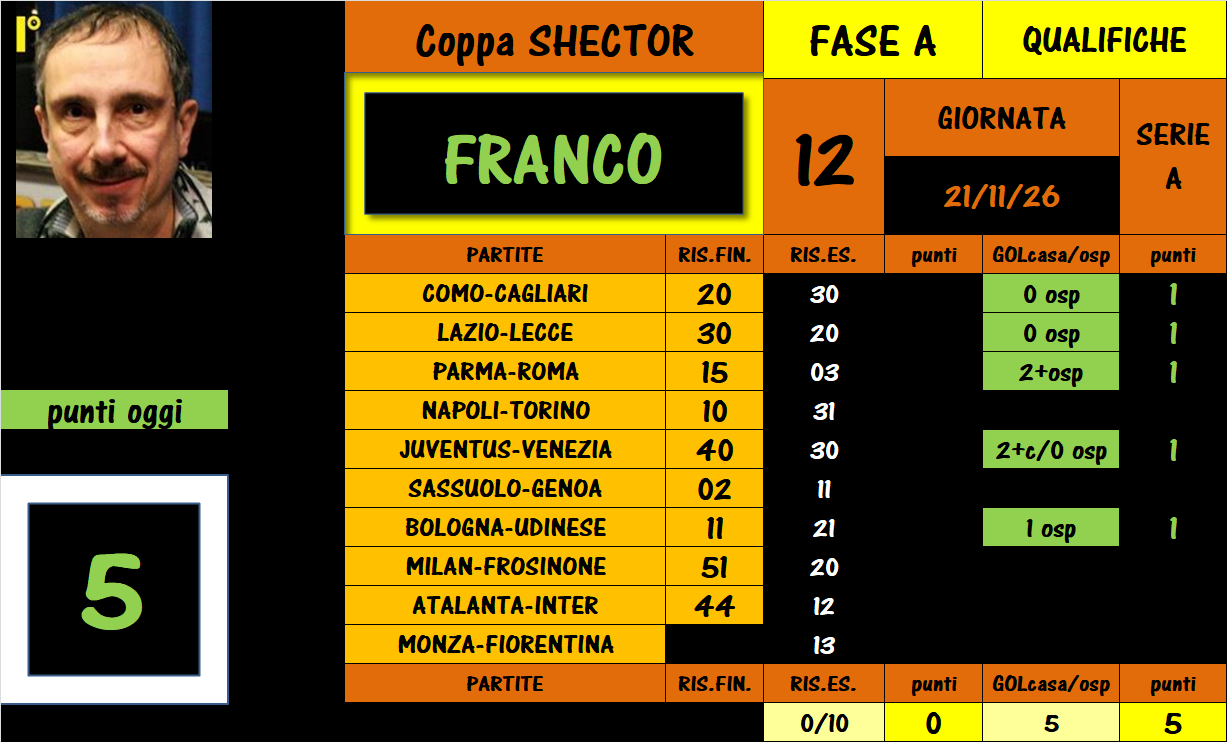 1°
Coppa SHECTOR FASE A QUALIFICHE
FRANCO 12 GIORNATA SERIE A
21/11/26
PARTITE RIS.FIN. RIS.ES. punti GOLcasa/osp punti
COMO-CAGLIARI 20 30 0 osp 1
LAZIO-LECCE 30 20 0 osp 1
PARMA-ROMA 15 03 2+osp 1
punti oggi
NAPOLI-TORINO 10 31
JUVENTUS-VENEZIA 40 30 2+c/0 osp 1
SASSUOLO-GENOA 02 11
BOLOGNA-UDINESE 11 21 1 osp 1
5
MILAN-FROSINONE 51 20
ATALANTA-INTER 44 12
MONZA-FIORENTINA 13
PARTITE RIS.FIN. RIS.ES. punti GOLcasa/osp punti
0/10 0 5 5